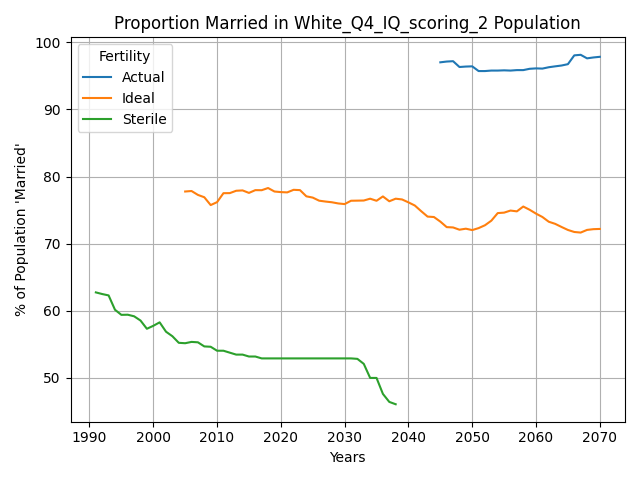 Proportion Married in White_Q4_IQ_scoring_2 Population
100
90
80
70
60
50
% of Population 'Married'
Fertility
Actual
Ideal
Sterile
1990 2000 2010 2020 2030 2040 2050 2060 2070
Years